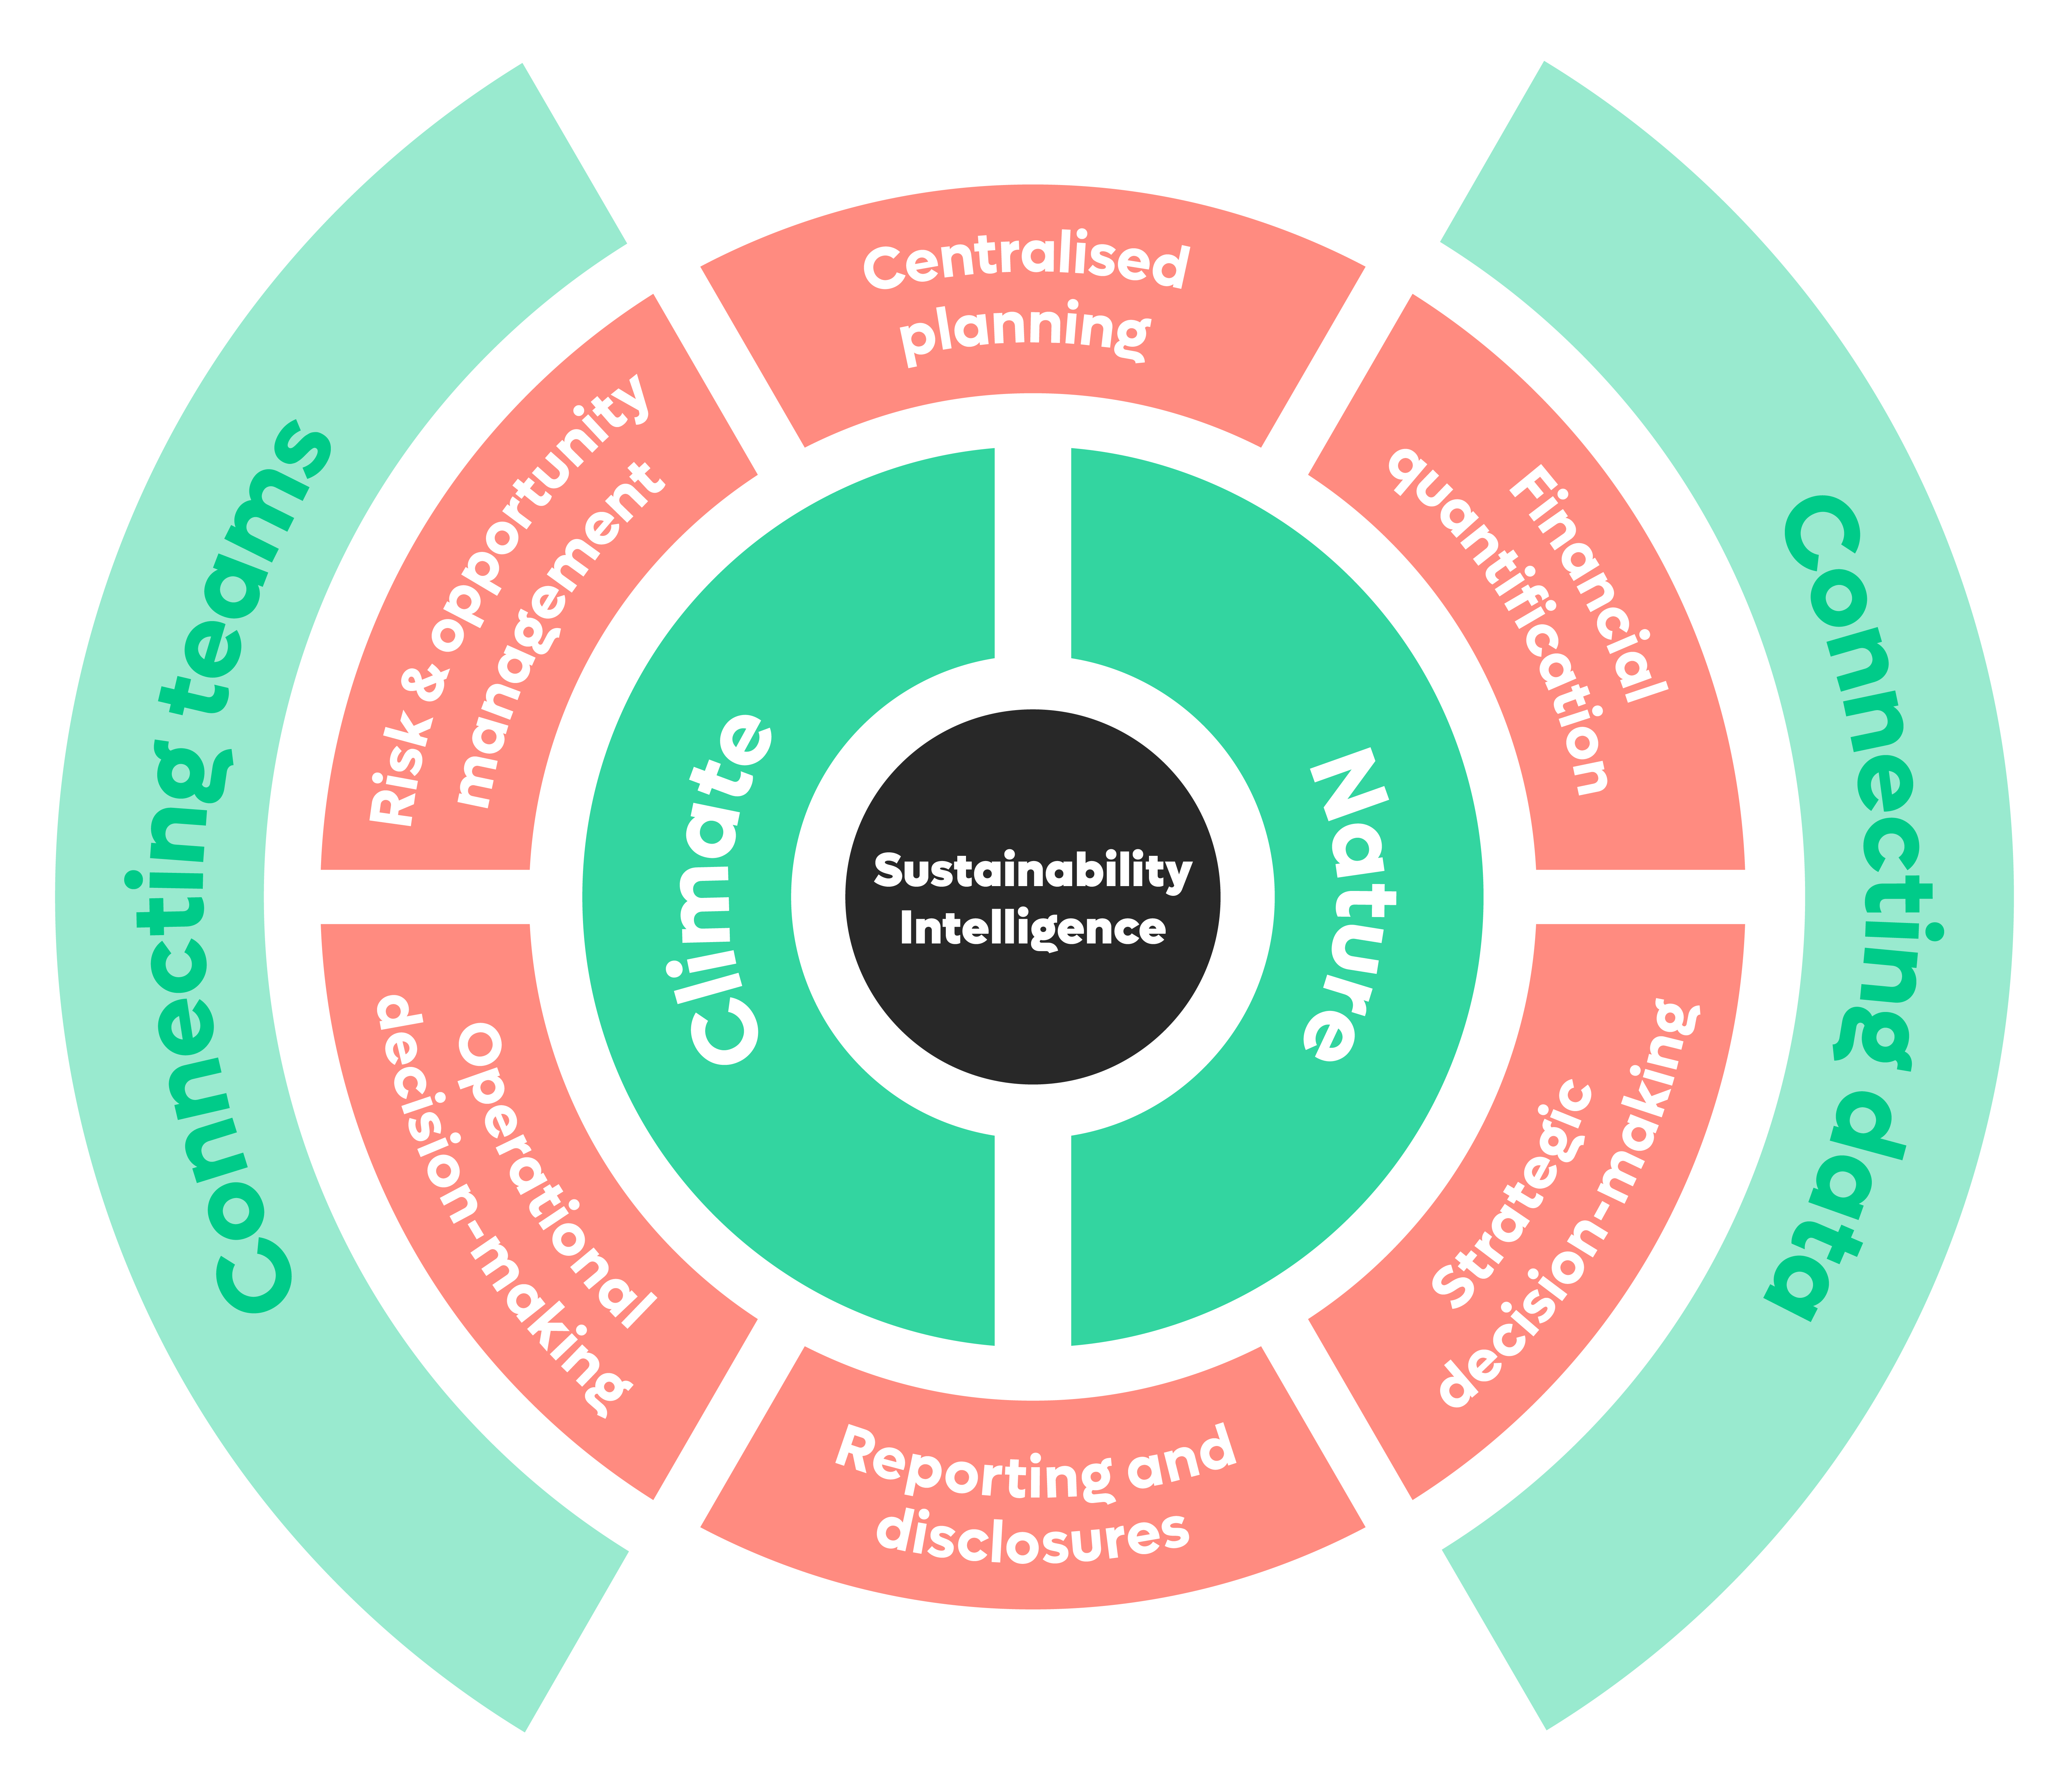 Sustainability
Intelligence
Climate
Nature
Centralised
planning
Financial
quantification
Strategic
decision-making
Reporting and
disclosures
Operational
decision-making
Risk & opportunity
management
Connecting teams
Connecting data